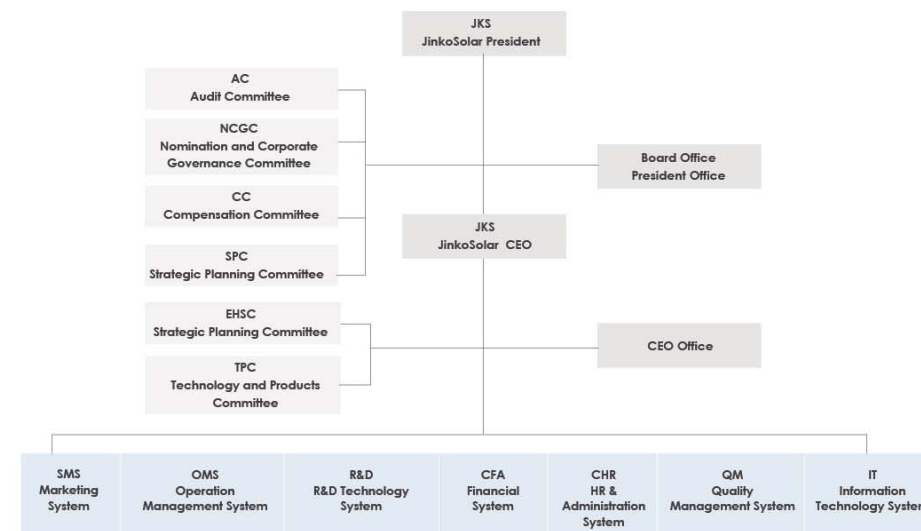 JKS
JinkoSolar President
AC
Audit Committee
NCGC
Nomination and Corporate
Governance Committee
Board Office
President Office
CC
Compensation Committee
JKS
JinkoSolar CEO
SPC
Strategic Planning Committee
EHSC
Strategic Planning Committee
CEO Office
TPC
Technology and Products
Committee
SMS
Marketing
System
OMS
Operation
Management System
R&D
R&D Technology
System
CFA
Financial
System
CHR
HR &
Administration
System
QM
Quality
Management System
IT
Information
Technology System